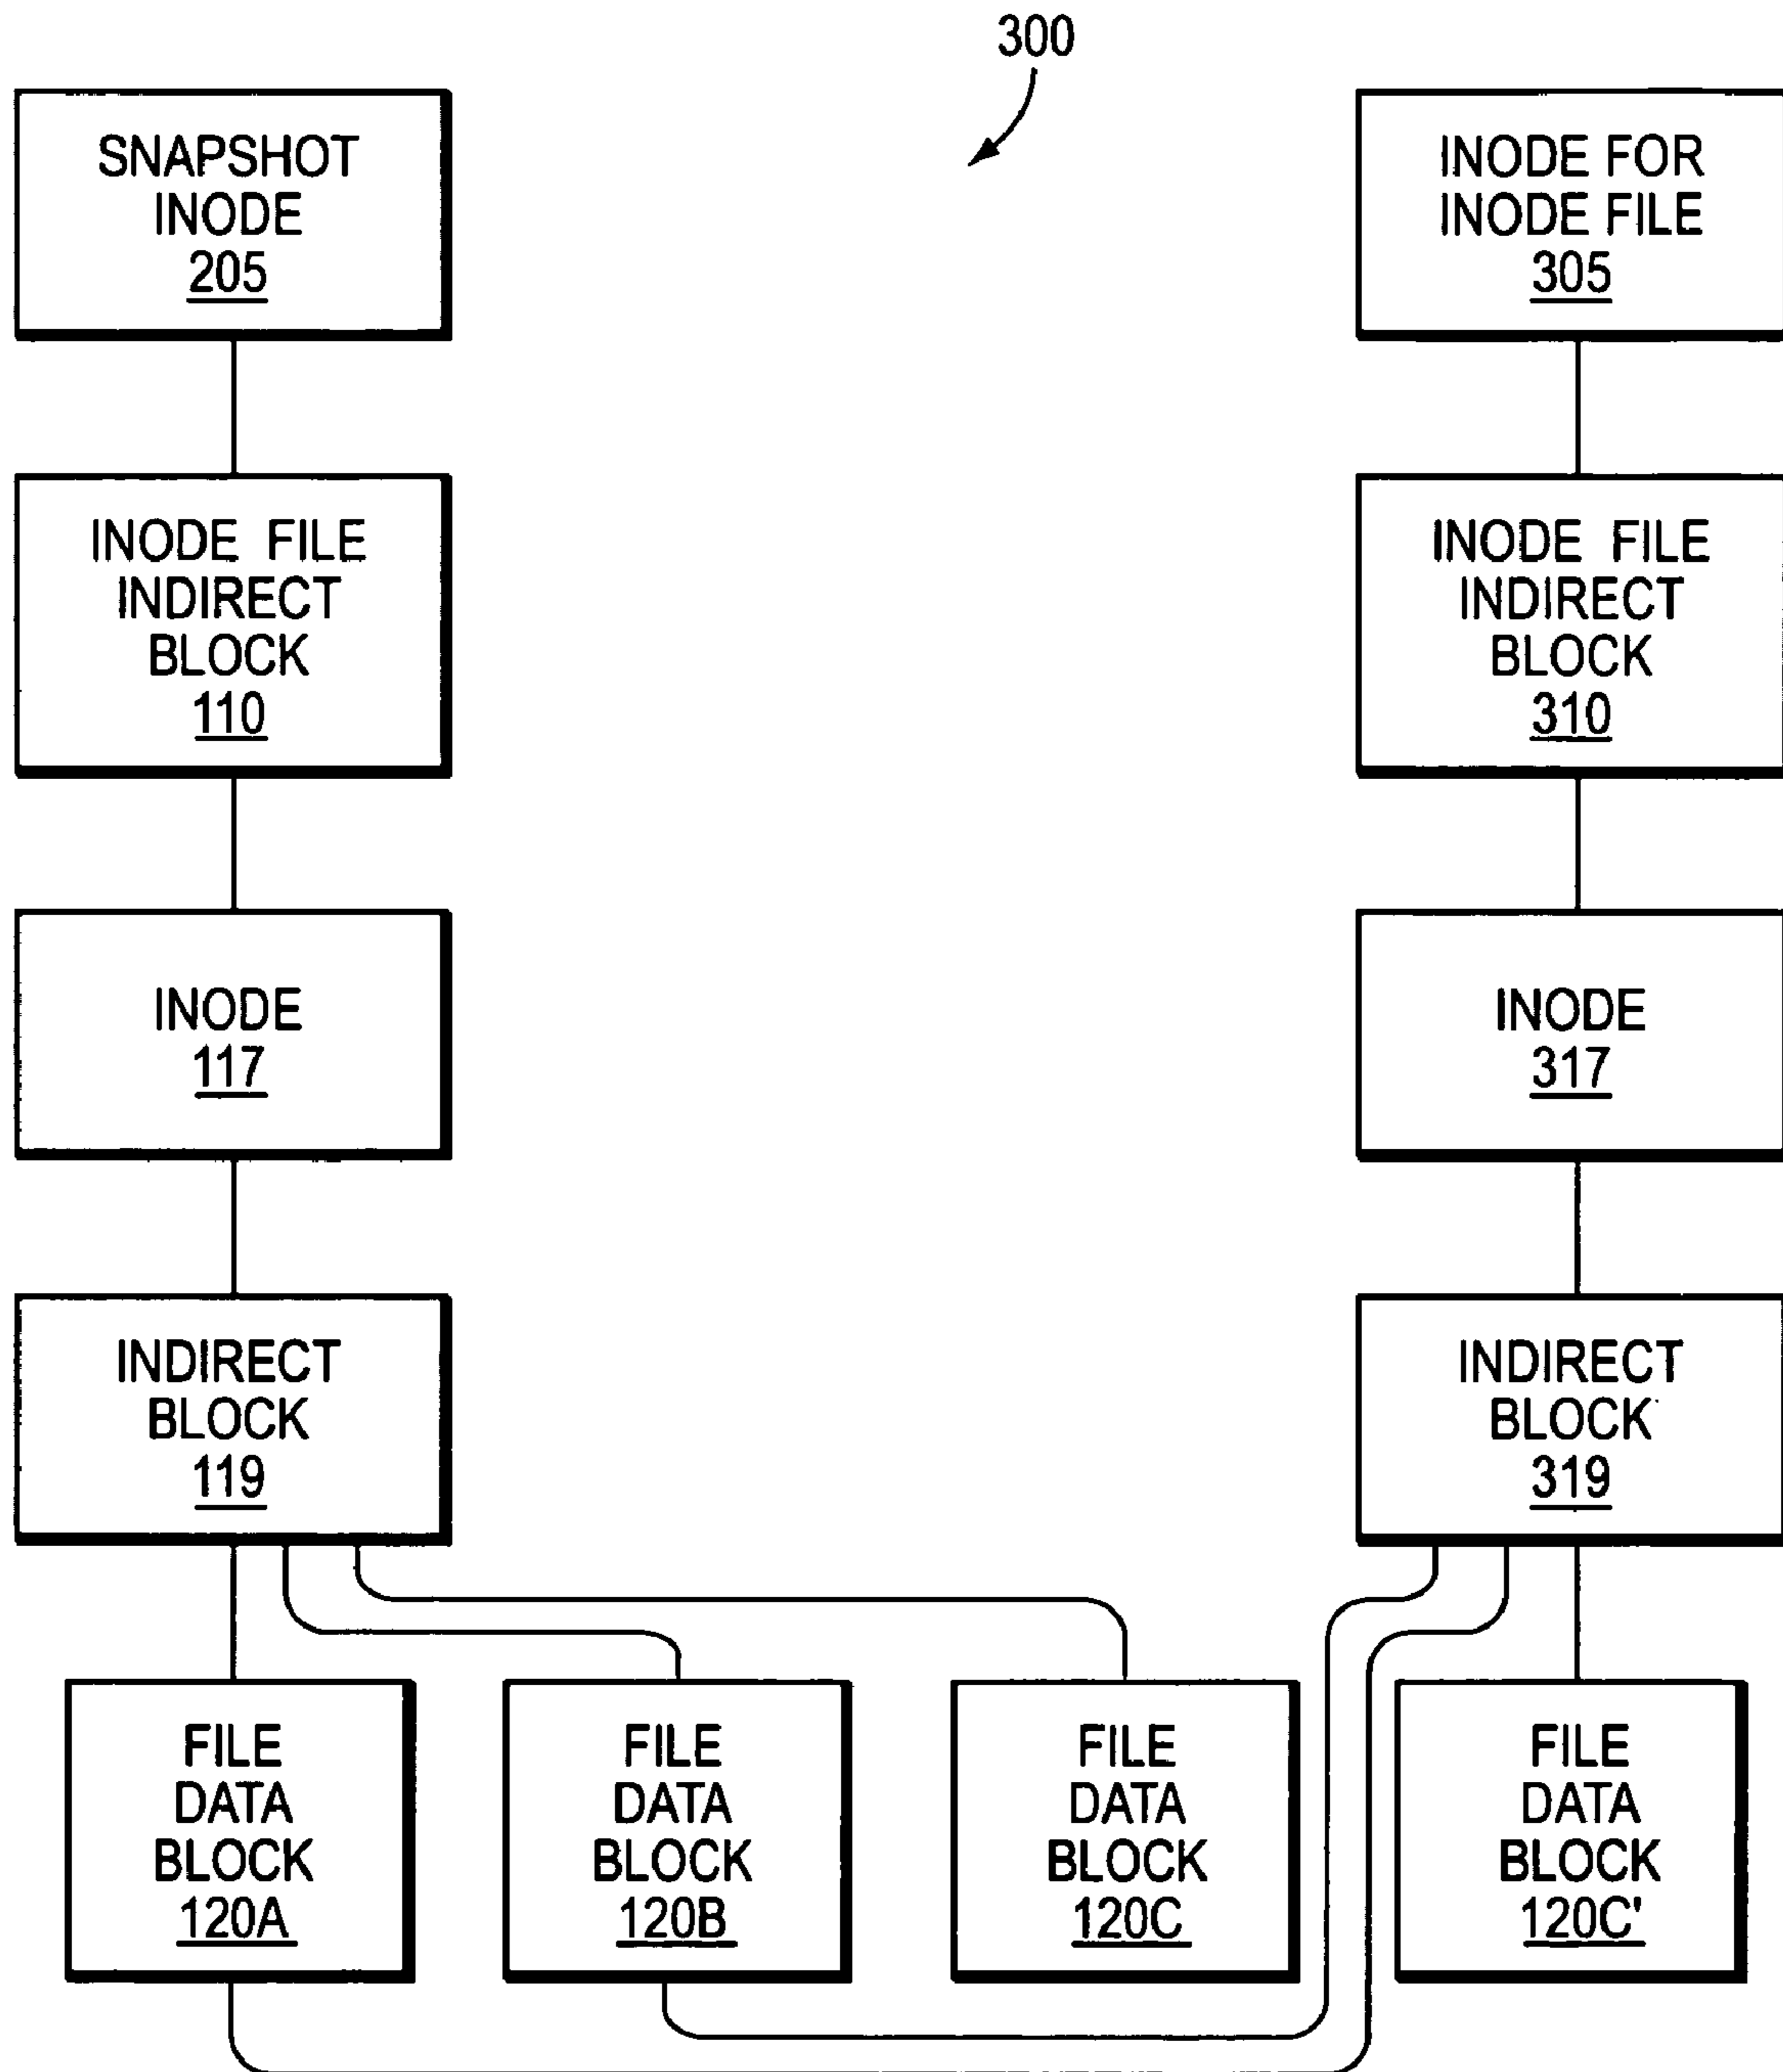 300
SNAPSHOT
INODE
205
INODE FOR
INODE FILE
305
INODE FILE
INDIRECT
BLOCK
110
INODE FILE
INDIRECT
BLOCK
310
INODE
117
INODE
317
INDIRECT
BLOCK
119
INDIRECT
BLOCK
319
FILE
DATA
BLOCK
120A
FILE
DATA
BLOCK
120B
FILE
DATA
BLOCK
120C
FILE
DATA
BLOCK
120C'